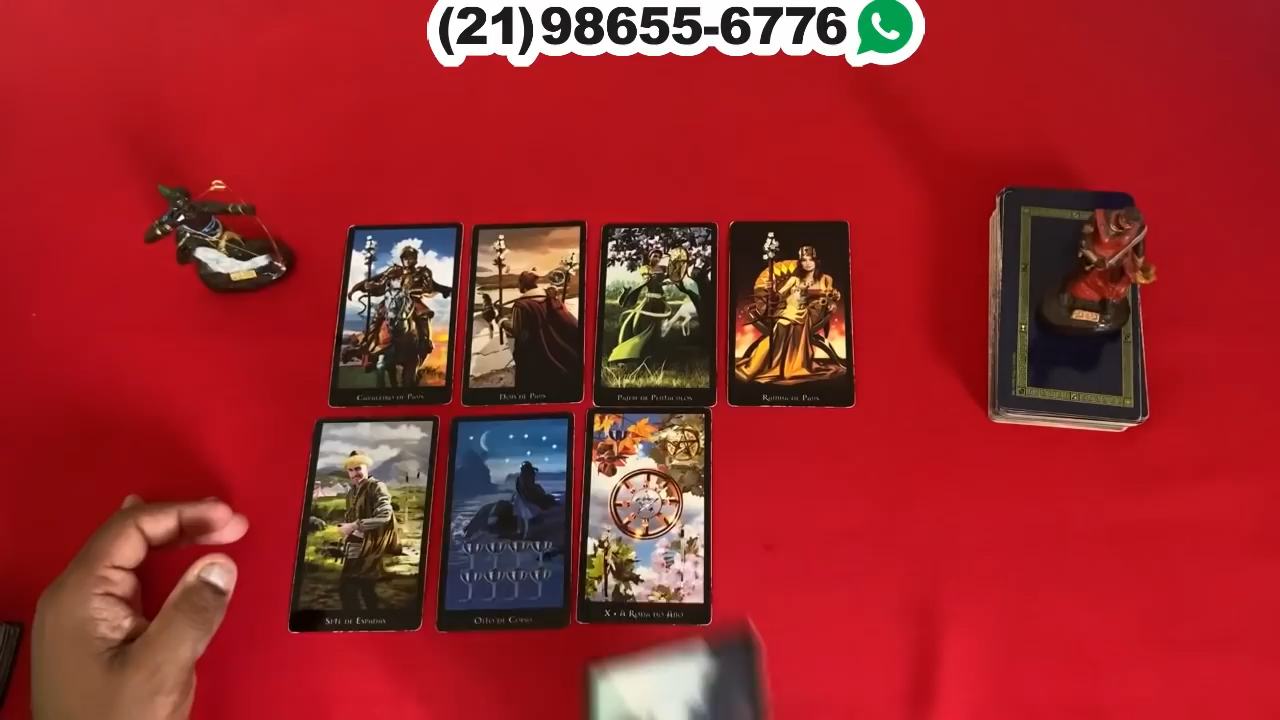 (21)98655-6776
Cavaleiro de Paus
Dois de Paus
Pajem de Pentáculos
Rainha de Paus
Sete de Espadas
Oito de Copas
X • A Roda do Ano